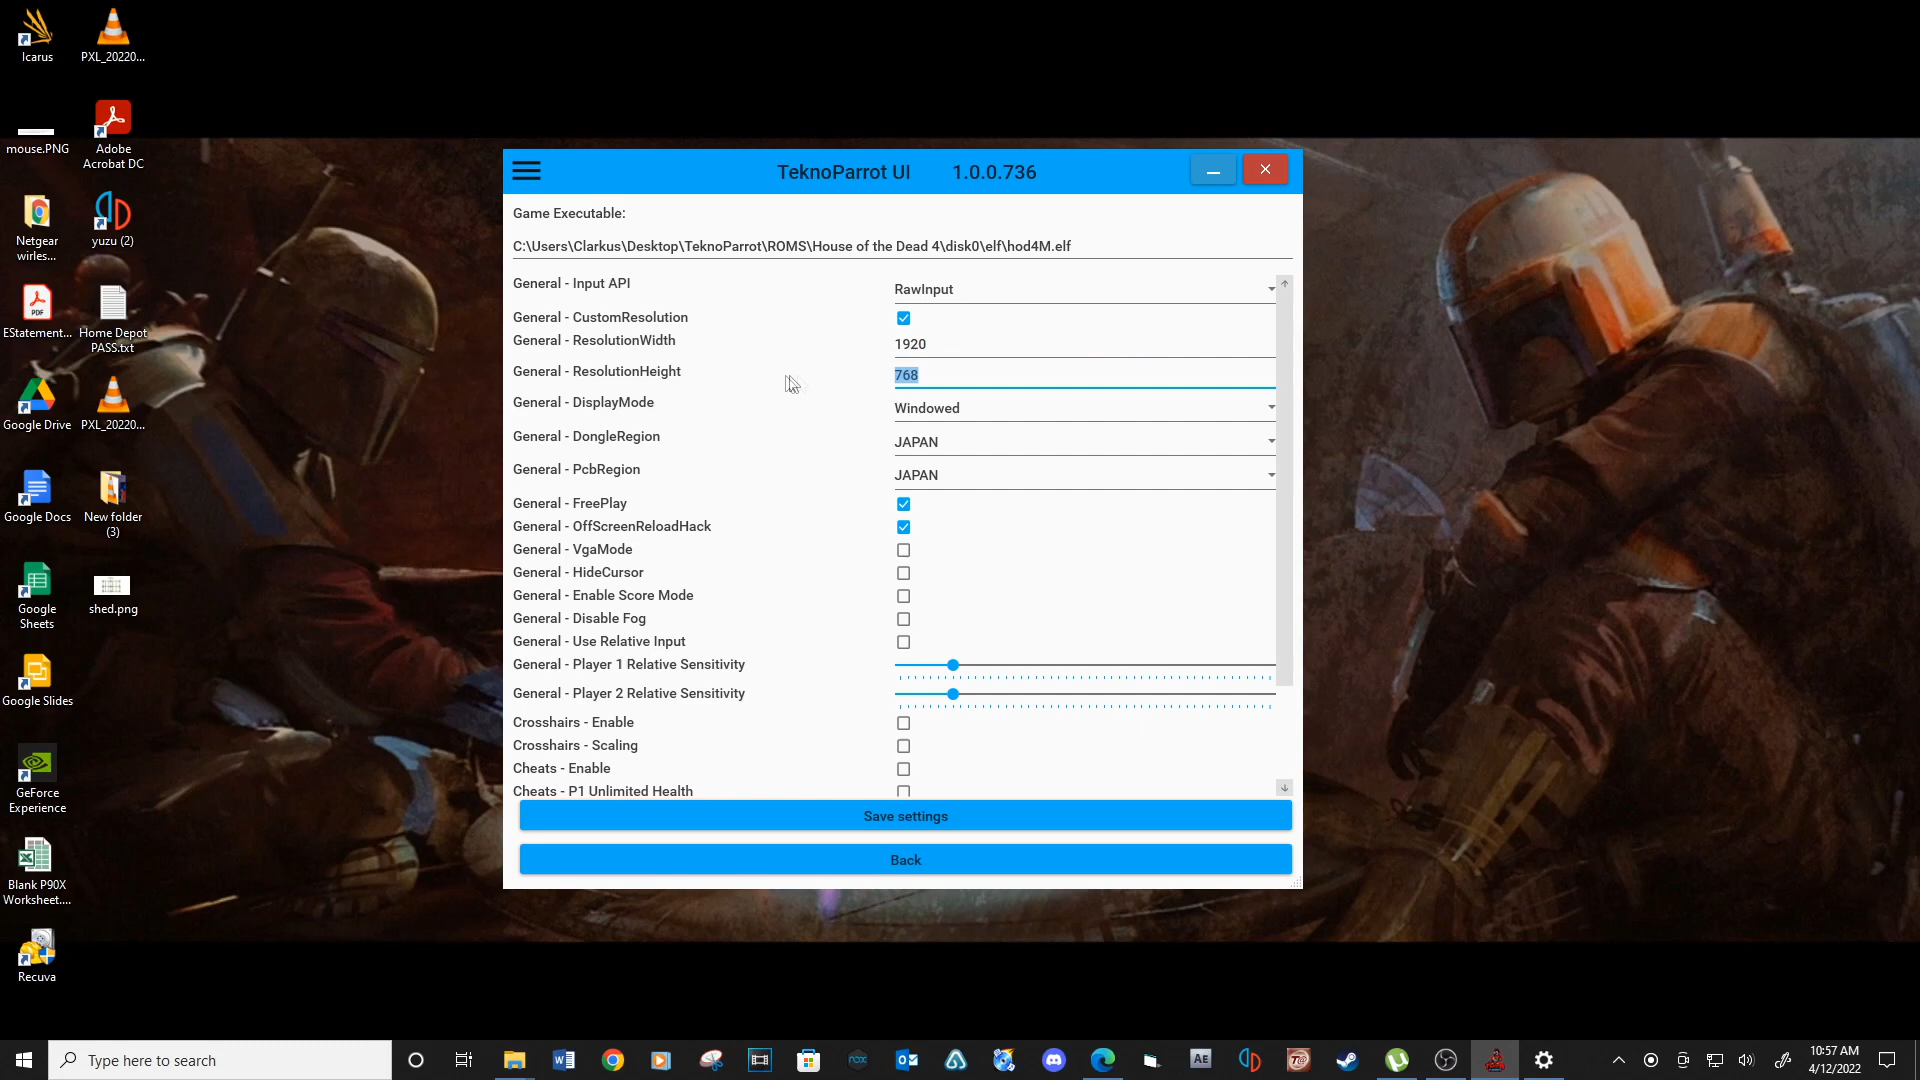 Icarus
PXL_20220...
mouse.PNG
Adobe
Acrobat DC
Netgear
wirles...
yuzu (2)
EStatement...
Home Depot
PASS.txt
Google Drive
PXL_20220...
Google Docs
New folder
(3)
Google
Sheets
shed.png
Google Slides
GeForce
Experience
Blank P90X
Worksheet....
Recuva
TeknoParrot UI 1.0.0.736
Game Executable:
C:\Users\Clarkus\Desktop\TeknoParrot\ROMS\House of the Dead 4\disk0\elf\hod4M.elf
General - Input API RawInput
General - CustomResolution
General - ResolutionWidth 1920
General - ResolutionHeight 768
General - DisplayMode Windowed
General - DongleRegion JAPAN
General - PcbRegion JAPAN
General - FreePlay
General - OffScreenReloadHack
General - VgaMode
General - HideCursor
General - Enable Score Mode
General - Disable Fog
General - Use Relative Input
General - Player 1 Relative Sensitivity
General - Player 2 Relative Sensitivity
Crosshairs - Enable
Crosshairs - Scaling
Cheats - Enable
Cheats - P1 Unlimited Health
Save settings
Back
Type here to search
10:57 AM
4/12/2022